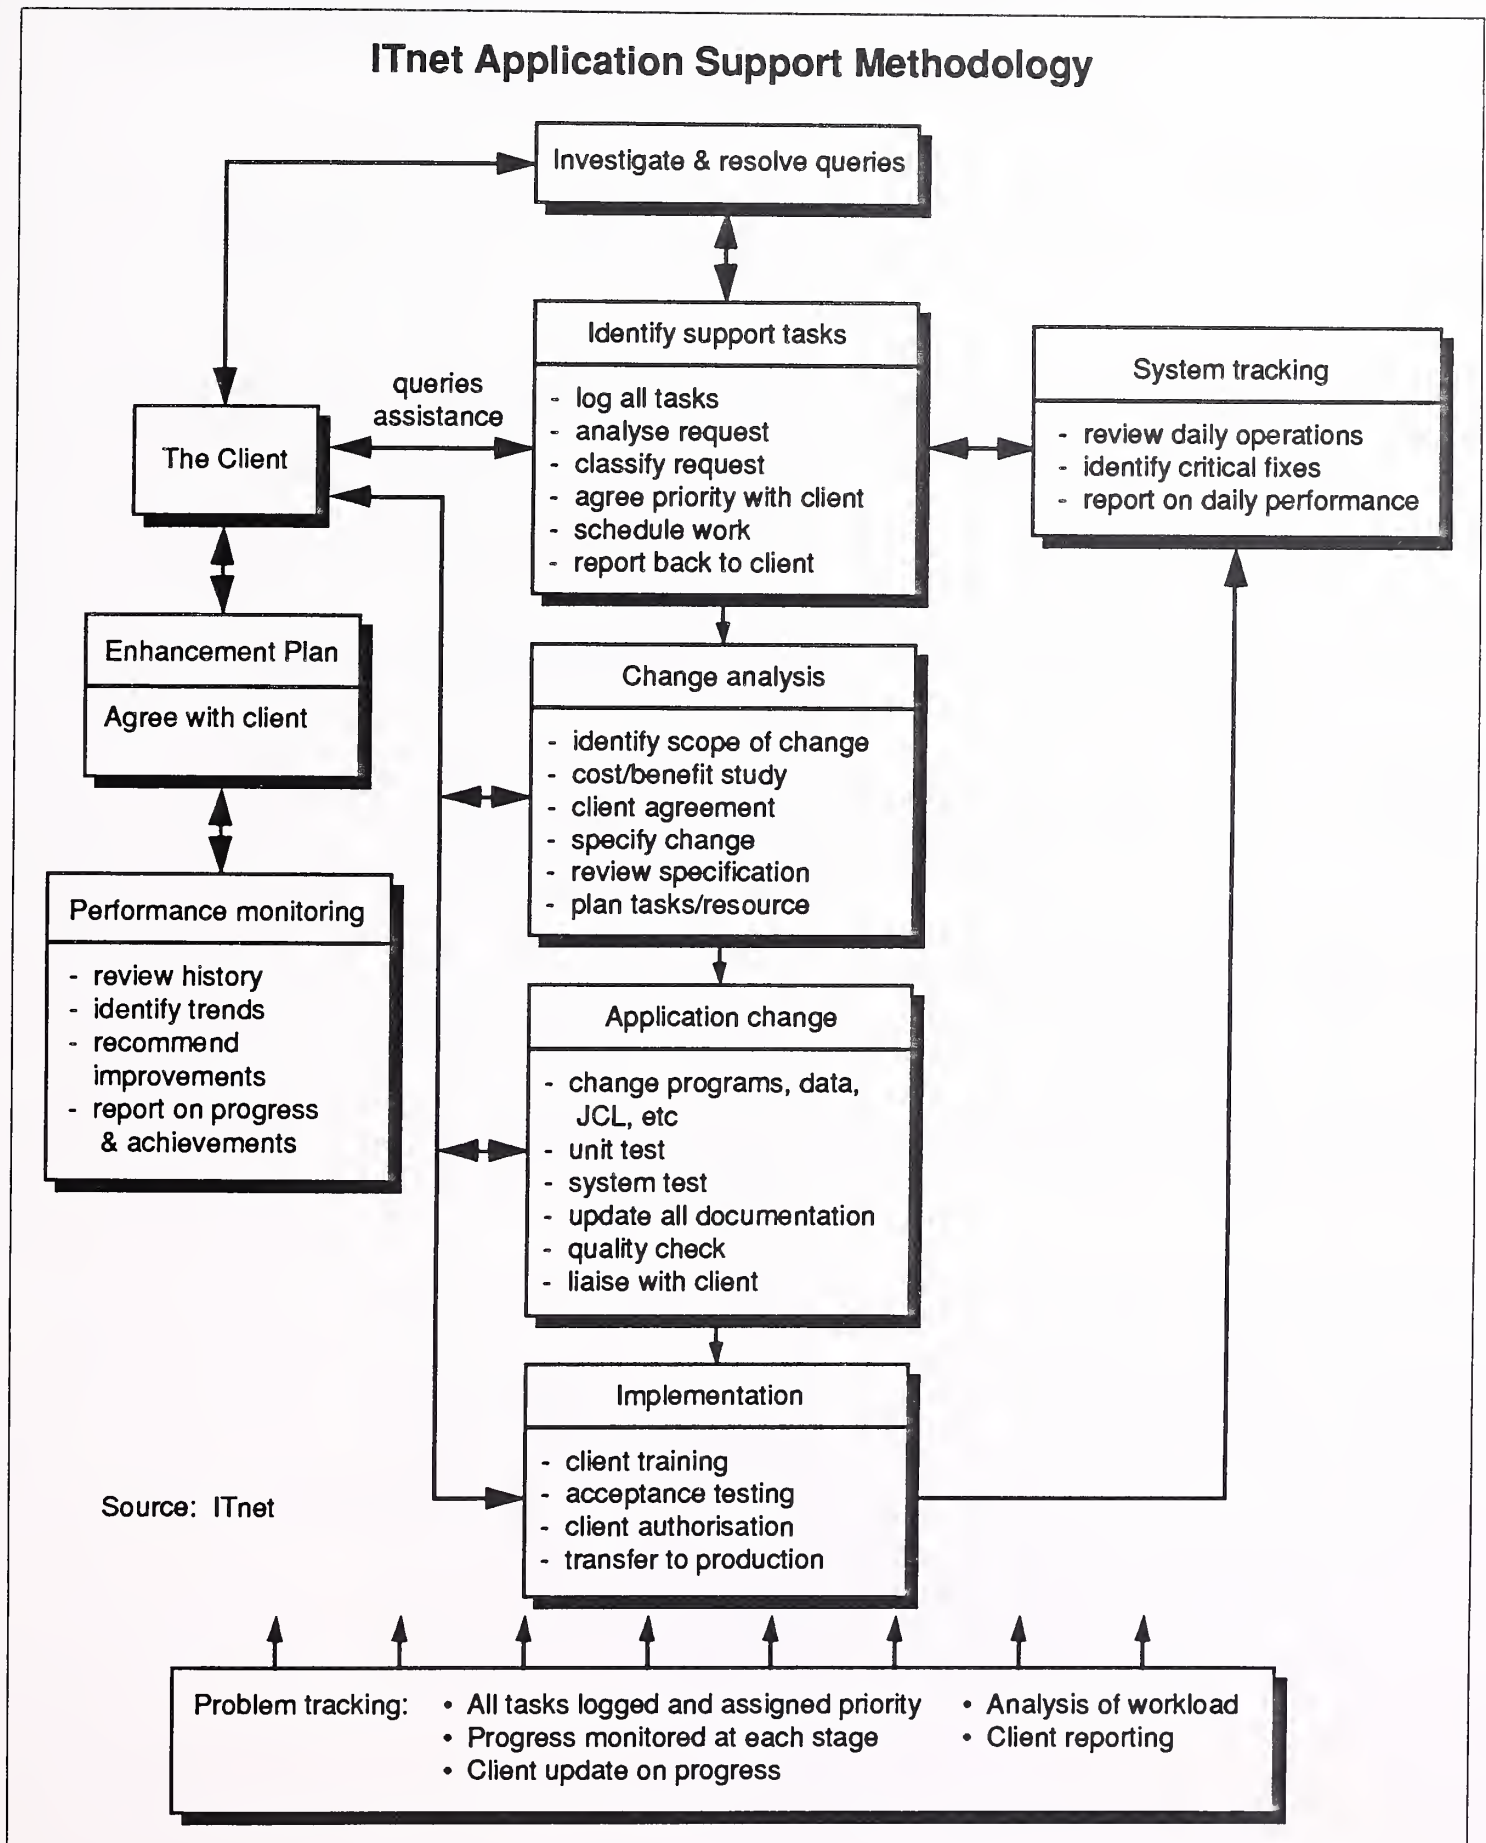 ITnet Application Support Methodology
Investigate & resolve queries
Identify support tasks
- log all tasks
- analyse request
- classify request
- agree priority with client
- schedule work
- report back to client
System tracking
- review daily operations
- identify critical fixes
- report on daily performance
queries
assistance
The Client
Enhancement Plan
Agree with client
Change analysis
- identify scope of change
- cost/benefit study
- client agreement
- specify change
- review specification
- plan tasks/resource
Performance monitoring
- review history
- identify trends
- recommend
improvements
- report on progress
& achievements
Application change
- change programs, data,
JCL, etc
- unit test
- system test
- update all documentation
- quality check
- liaise with client
Implementation
- client training
- acceptance testing
- client authorisation
- transfer to production
Source: ITnet
Problem tracking:
• All tasks logged and assigned priority
• Progress monitored at each stage
• Client update on progress
• Analysis of workload
• Client reporting